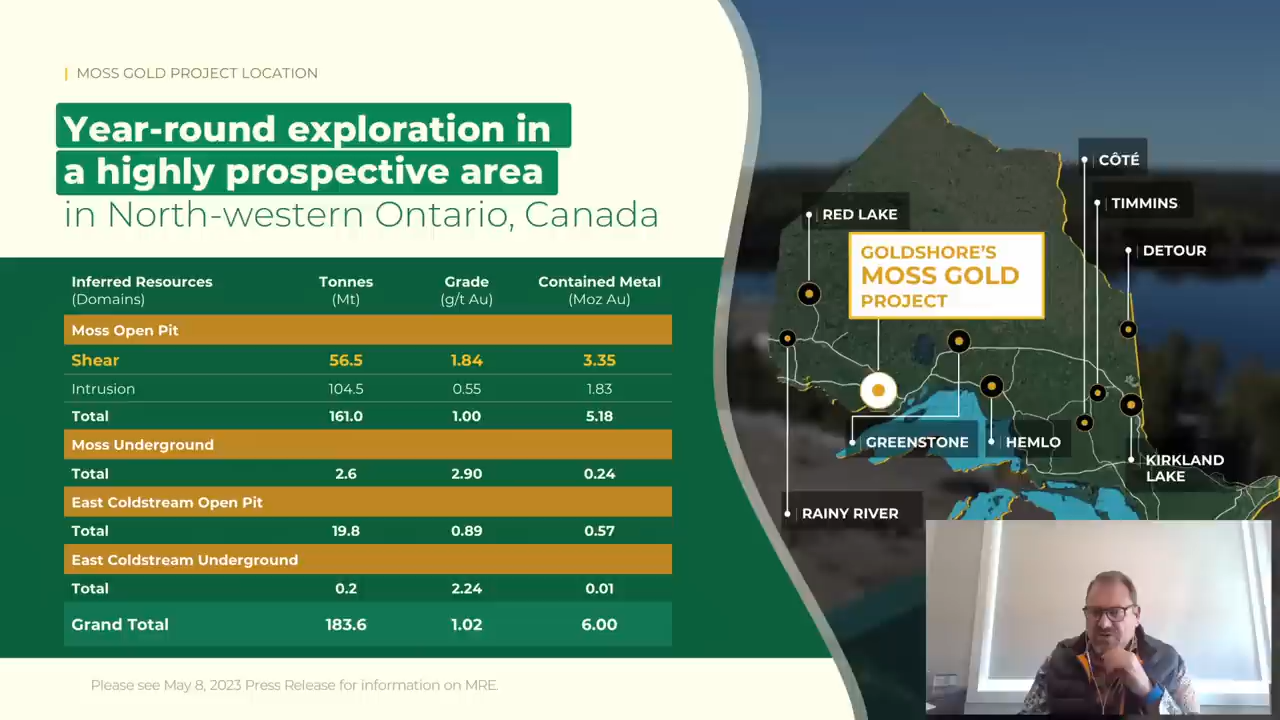 MOSS GOLD PROJECT LOCATION
Year-round exploration in
a highly prospective area
in North-western Ontario, Canada
Inferred Resources Tonnes Grade Contained Metal
(Domains) (Mt) (g/t Au) (Moz Au)
Moss Open Pit
Shear 56.5 1.84 3.35
Intrusion 104.5 0.55 1.83
Total 161.0 1.00 5.18
Moss Underground
Total 2.6 2.90 0.24
East Coldstream Open Pit
Total 19.8 0.89 0.57
East Coldstream Underground
Total 0.2 2.24 0.01
Grand Total 183.6 1.02 6.00
Please see May 8, 2023 Press Release for information on MRE.
CÔTÉ
TIMMINS
RED LAKE
DETOUR
GOLDSHORE'S
MOSS GOLD
PROJECT
GREENSTONE
HEMLO
KIRKLAND
LAKE
RAINY RIVER